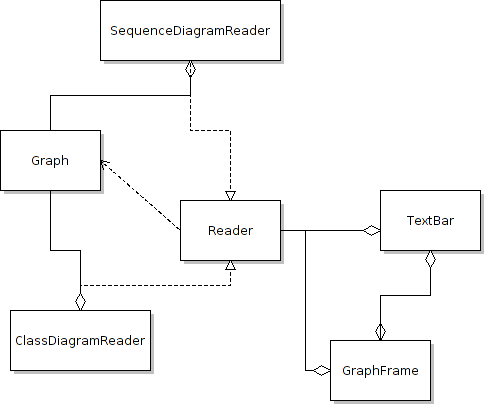 SequenceDiagramReader
Graph
Reader
TextBar
ClassDiagramReader
GraphFrame